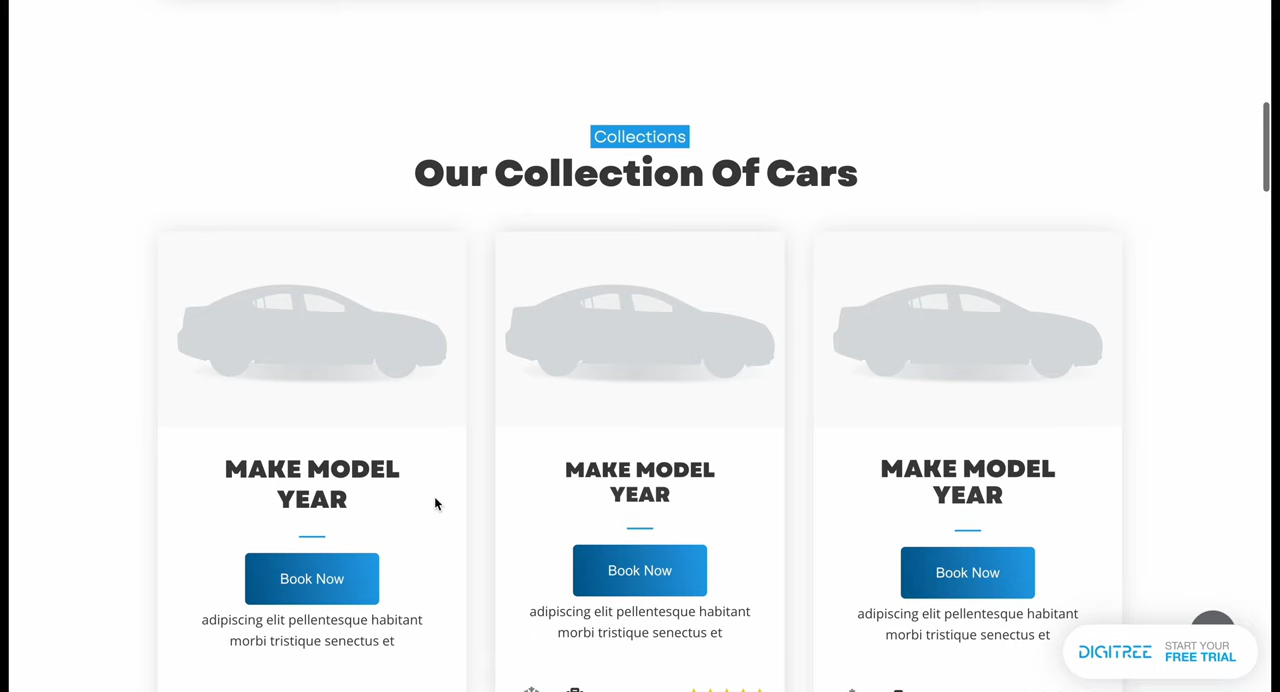 Collections
Our Collection Of Cars
MAKE MODEL
YEAR
Book Now
adipiscing elit pellentesque habitant
morbi tristique senectus et
MAKE MODEL
YEAR
Book Now
adipiscing elit pellentesque habitant
morbi tristique senectus et
MAKE MODEL
YEAR
Book Now
adipiscing elit pellentesque habitant
morbi tristique senectus et
DIGITREE
START YOUR
FREE TRIAL